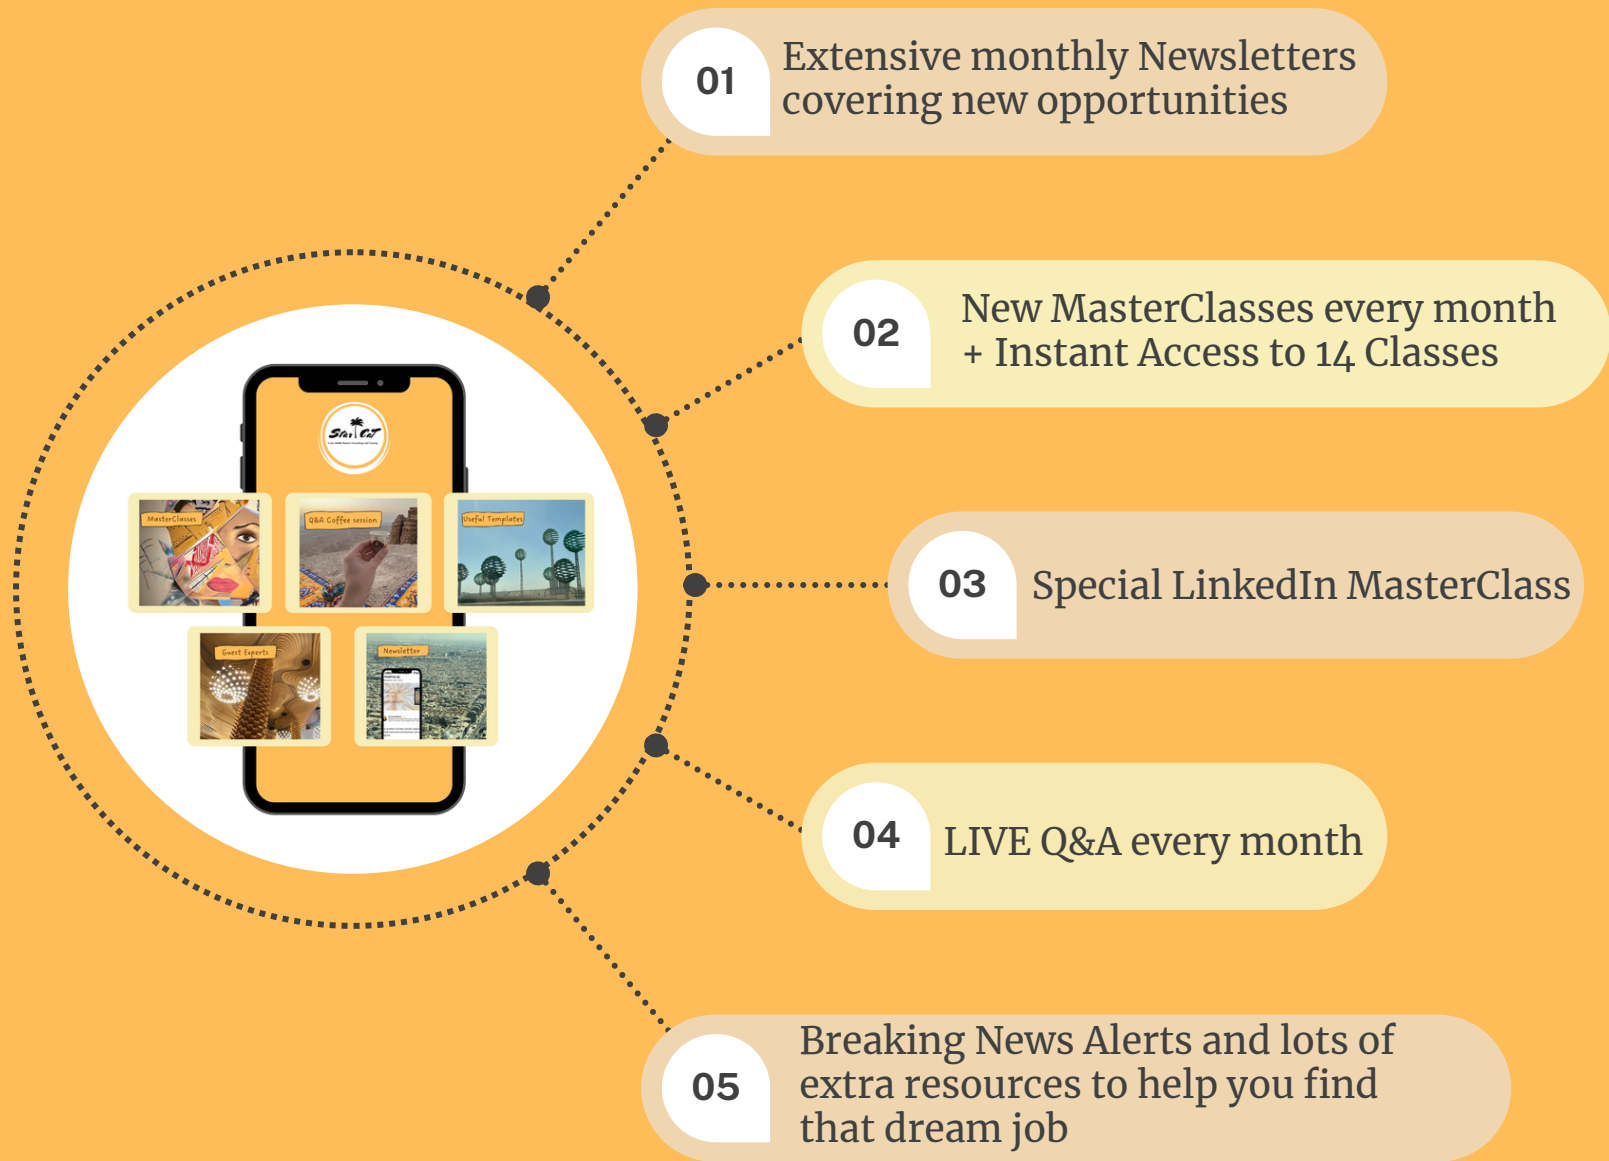 01
Extensive monthly Newsletters
covering new opportunities
02
New MasterClasses every month
+ Instant Access to 14 Classes
03
Special LinkedIn MasterClass
04
LIVE Q&A every month
05
Breaking News Alerts and lots of
extra resources to help you find
that dream job
MasterClasses
Q&A Coffee session
Useful Templates
Guest Experts
Newsletter